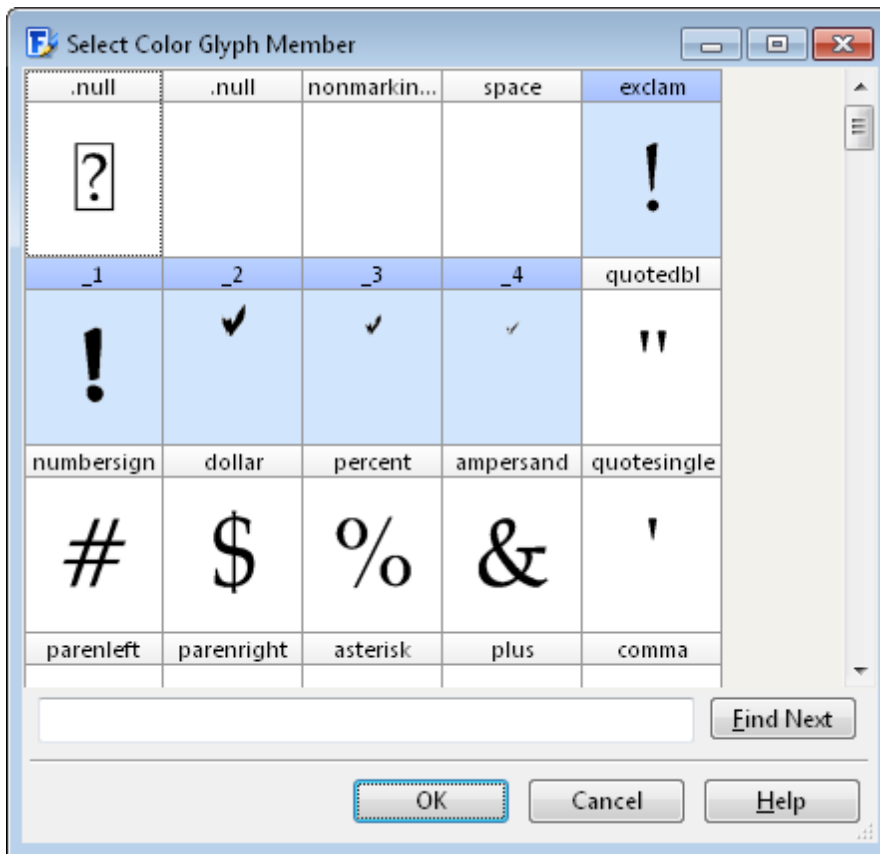 Select Color Glyph Member
.null .null nonmarkin... space exclam
? !
_1 _2 _3 _4 quotedbl
! "
numbersign dollar percent ampersand quotesingle
# $ % & '
parenleft parenright asterisk plus comma
Find Next
OK Cancel Help